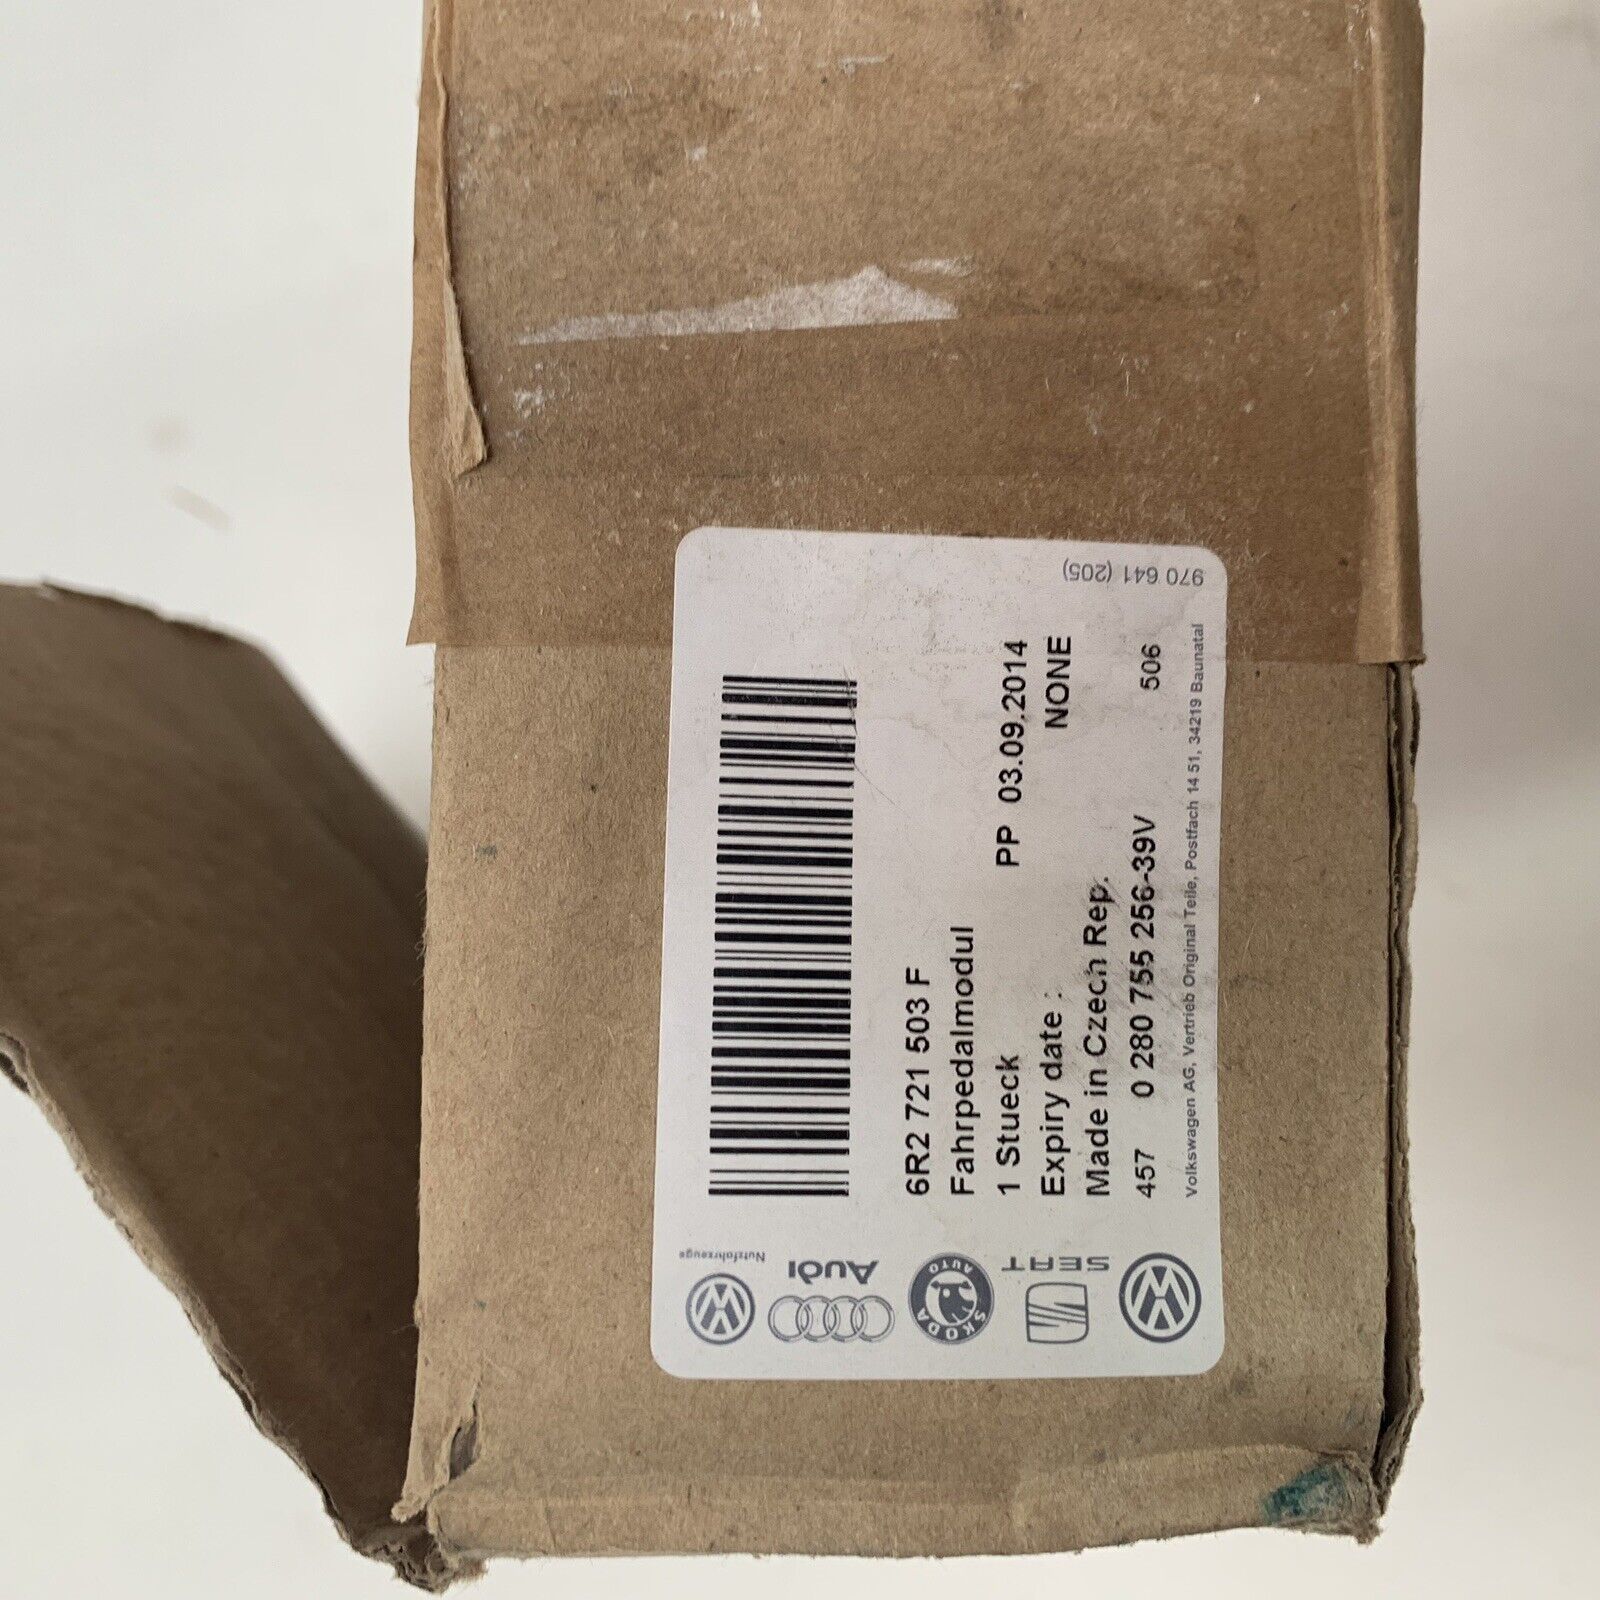 970 641 (205)
6R2 721 503 F
Fahrpedalmodul
1 Stueck PP 03.09.2014
Expiry date : NONE
Made in Czech Rep.
457 0 280 755 256-39V 506
Volkswagen AG, Vertrieb Original Teile, Postfach 14 51, 34219 Baunatal
Nutzfahrzeuge
Audi
SKODA AUTO
SEAT